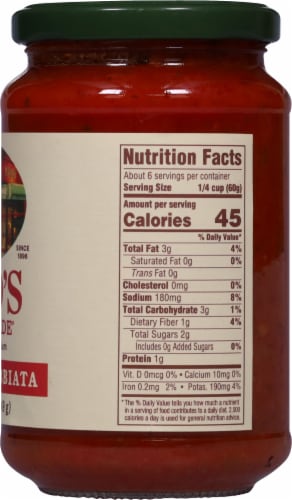 SINCE
1896
'S
DE
BIATA
Nutrition Facts
About 6 servings per container
Serving Size 1/4 cup (60g)
Amount per serving
Calories 45
% Daily Value*
Total Fat 3g 4%
Saturated Fat 0g 0%
Trans Fat 0g
Cholesterol 0mg 0%
Sodium 180mg 8%
Total Carbohydrate 3g 1%
Dietary Fiber 1g 4%
Total Sugars 2g
Includes 0g Added Sugars 0%
Protein 1g
Vit. D 0mcg 0% • Calcium 10mg 0%
Iron 0.2mg 2% • Potas. 190mg 4%
*The % Daily Value tells you how much a nutrient
in a serving of food contributes to a daily diet. 2,000
calories a day is used for general nutrition advice.